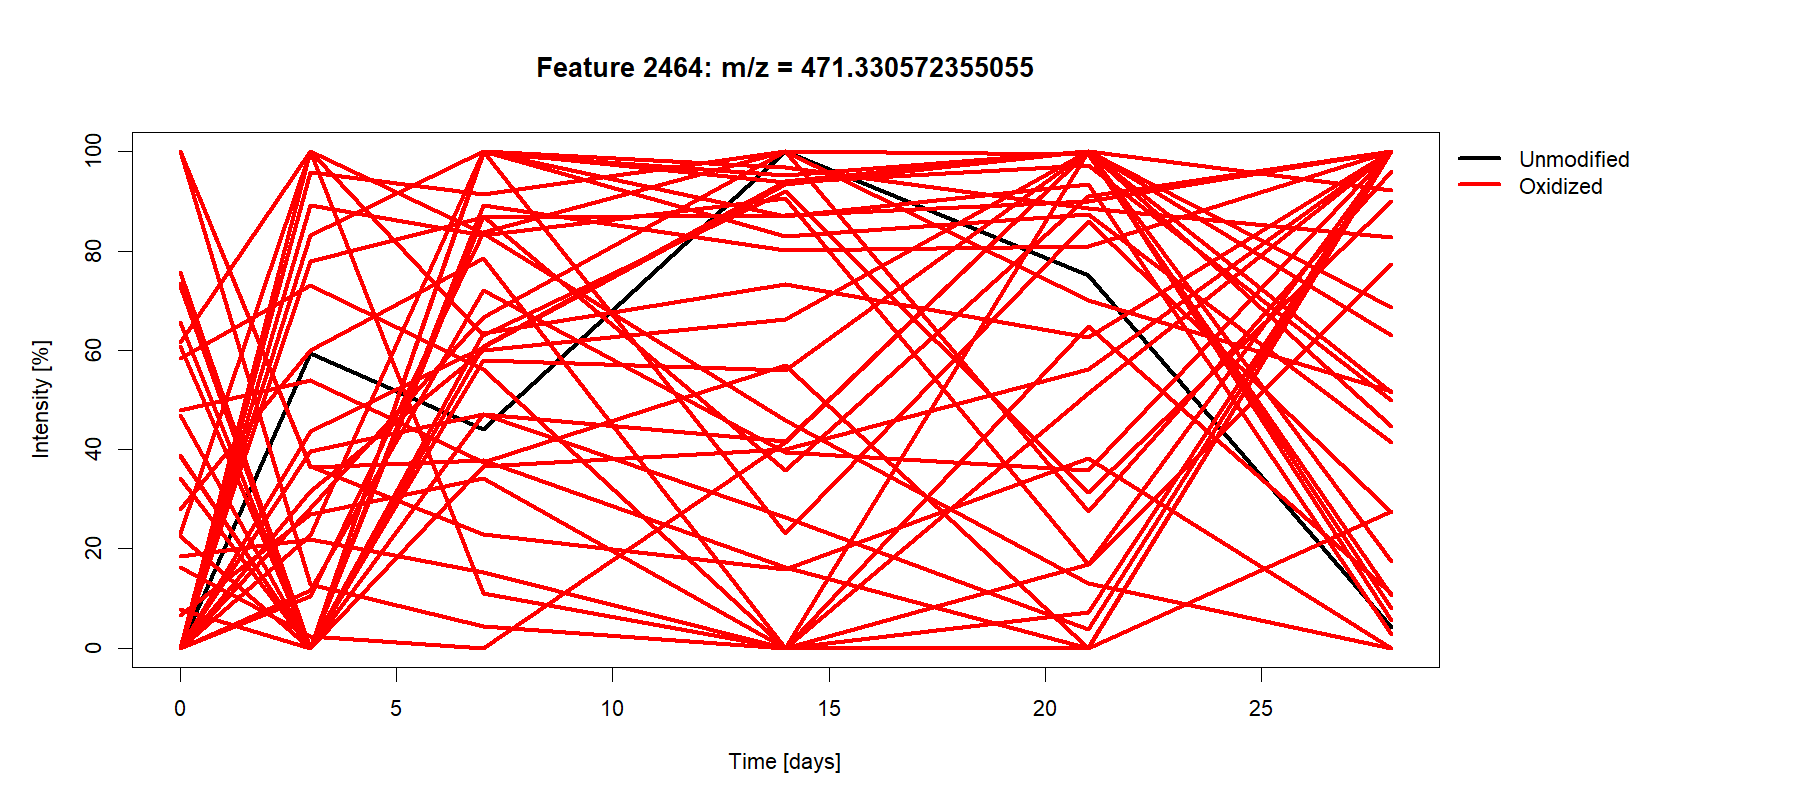 Feature 2464: m/z = 471.330572355055
Unmodified
Oxidized
Intensity [%]
100
80
60
40
20
0
0 5 10 15 20 25
Time [days]